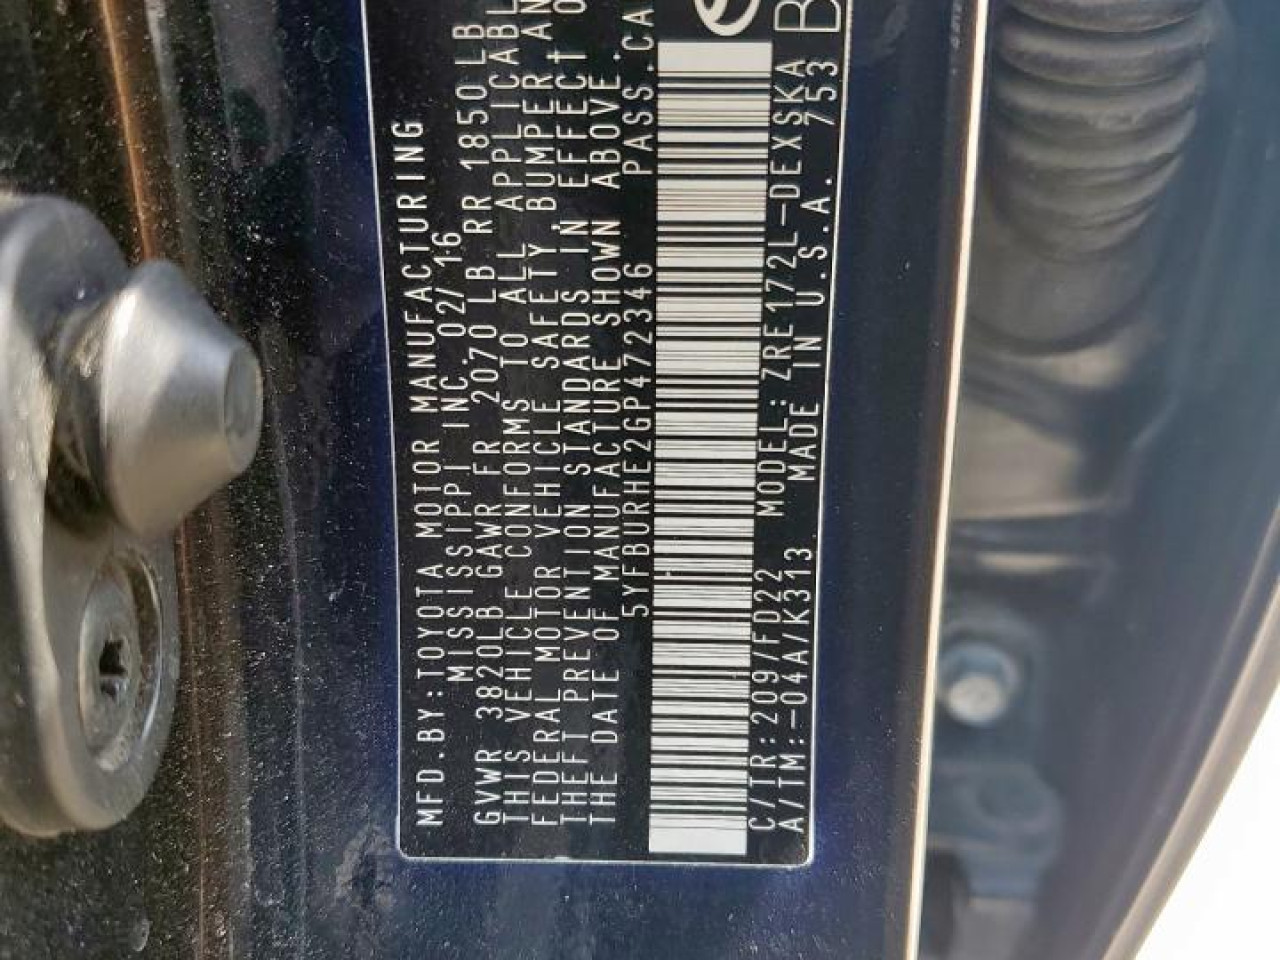 MFD.BY:TOYOTA MOTOR MANUFACTURING
MISSISSIPPI INC. 02/16
GVWR 3820LB GAWR FR 2070 LB RR 1850LB
THIS VEHICLE CONFORMS TO ALL APPLICABL
FEDERAL MOTOR VEHICLE SAFETY, BUMPER AN
THEFT PREVENTION STANDARDS IN EFFECT O
THE DATE OF MANUFACTURE SHOWN ABOVE.
5YFBURHE2GP472346 PASS.CA
C/TR:209/FD22 MODEL: ZRE172L-DEXSKA
A/TM:-04A/K313 MADE IN U.S.A. 753 B